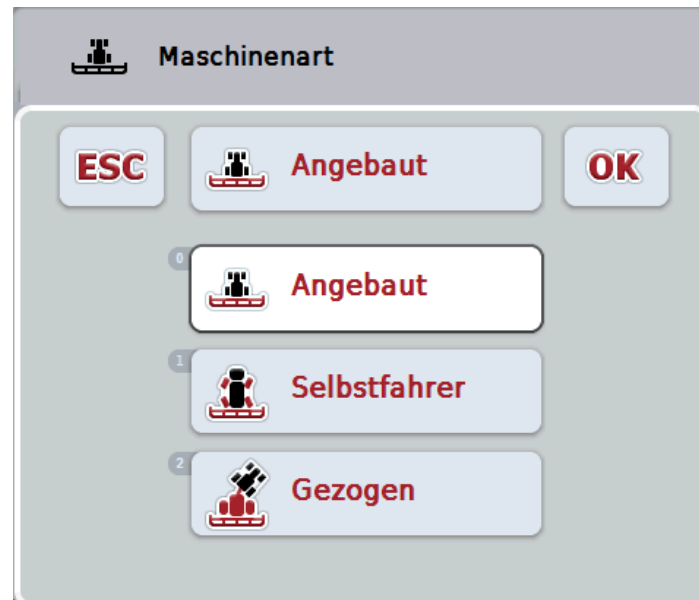 Maschinenart
ESC
Angebaut
OK
0
Angebaut
1
Selbstfahrer
2
Gezogen